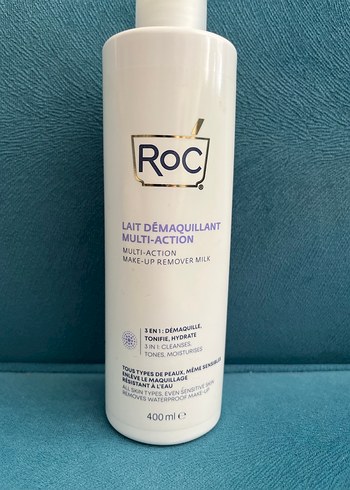 RoC®
LAIT DÉMAQUILLANT
MULTI-ACTION
MULTI-ACTION
MAKE-UP REMOVER MILK
3 EN 1 : DÉMAQUILLE,
TONIFIE, HYDRATE
3 IN 1: CLEANSES,
TONES, MOISTURISES
TOUS TYPES DE PEAUX, MÊME SENSIBLES
ENLÈVE LE MAQUILLAGE
RÉSISTANT À L'EAU
ALL SKIN TYPES, EVEN SENSITIVE SKIN
REMOVES WATERPROOF MAKE-UP
400 ml ℮